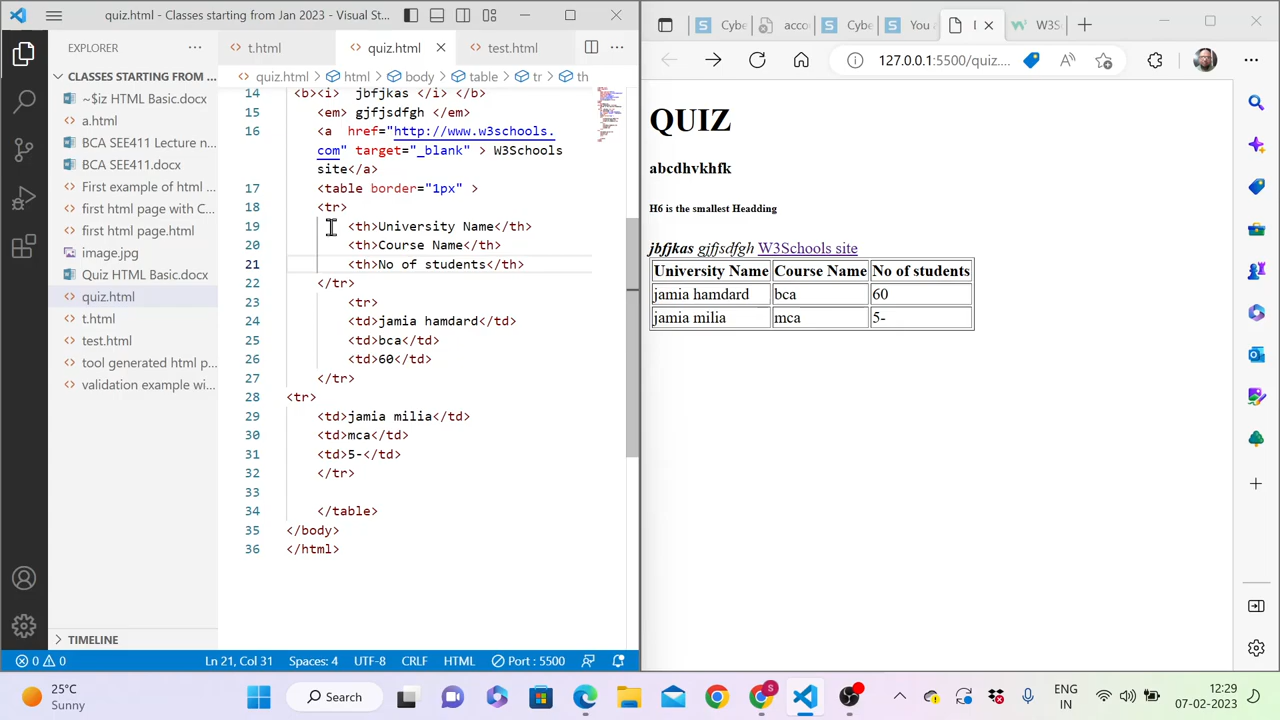 quiz.html - Classes starting from Jan 2023 - Visual St...
EXPLORER
CLASSES STARTING FROM ...
~$iz HTML Basic.docx
a.html
BCA SEE411 Lecture n...
BCA SEE411.docx
First example of html ...
first html page with C...
first html page.html
image.jpg
Quiz HTML Basic.docx
quiz.html
t.html
test.html
tool generated html p...
validation example wi...
TIMELINE
t.html
quiz.html
test.html
quiz.html > html > body > table > tr > th
14 <b><i> jbfjkas </i> </b>
15 <em> gjfjsdfgh </em>
16 <a href="http://www.w3schools.
com" target="_blank" > W3Schools
site</a>
17 <table border="1px" >
18 <tr>
19 <th>University Name</th>
20 <th>Course Name</th>
21 <th>No of students</th>
22 </tr>
23 <tr>
24 <td>jamia hamdard</td>
25 <td>bca</td>
26 <td>60</td>
27 </tr>
28 <tr>
29 <td>jamia milia</td>
30 <td>mca</td>
31 <td>5-</td>
32 </tr>
33
34 </table>
35 </body>
36 </html>
0 0 Ln 21, Col 31 Spaces: 4 UTF-8 CRLF HTML Port : 5500
Cybe
acco
Cybe
You
W3S
127.0.0.1:5500/quiz....
QUIZ
abcdhvkhfk
H6 is the smallest Headding
jbfjkas gjfjsdfgh W3Schools site
University Name Course Name No of students
jamia hamdard bca 60
jamia milia mca 5-
25°C
Sunny
Search
ENG
IN
12:29
07-02-2023